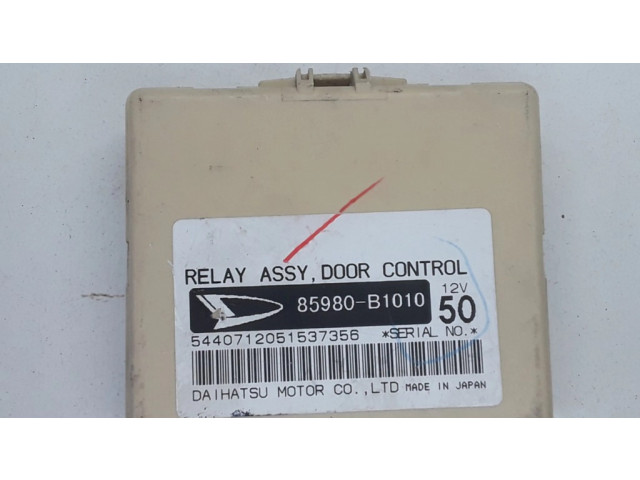 RELAY ASSY, DOOR CONTROL
85980-B1010 12V 50
5440712051537356 *SERIAL NO.*
DAIHATSU MOTOR CO.,LTD MADE IN JAPAN